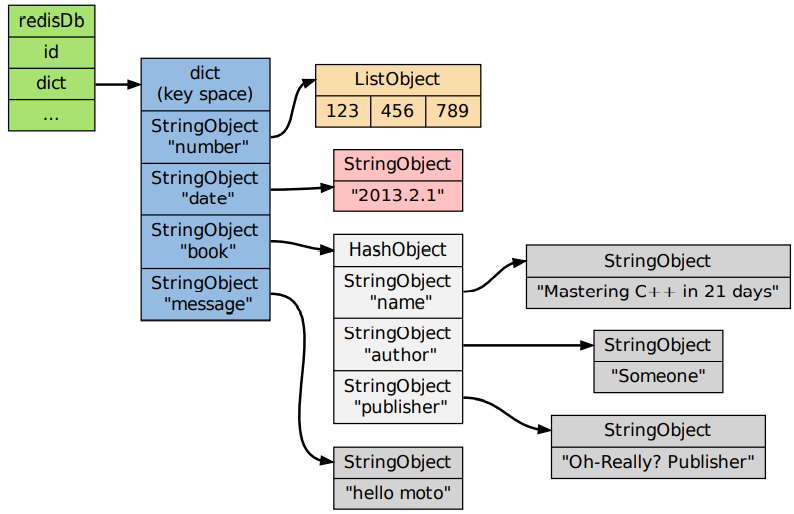 redisDb
id
dict
...
dict
(key space)
StringObject
"number"
StringObject
"date"
StringObject
"book"
StringObject
"message"
ListObject
123 456 789
StringObject
"2013.2.1"
HashObject
StringObject
"name"
StringObject
"author"
StringObject
"publisher"
StringObject
"Mastering C++ in 21 days"
StringObject
"Someone"
StringObject
"Oh-Really? Publisher"
StringObject
"hello moto"